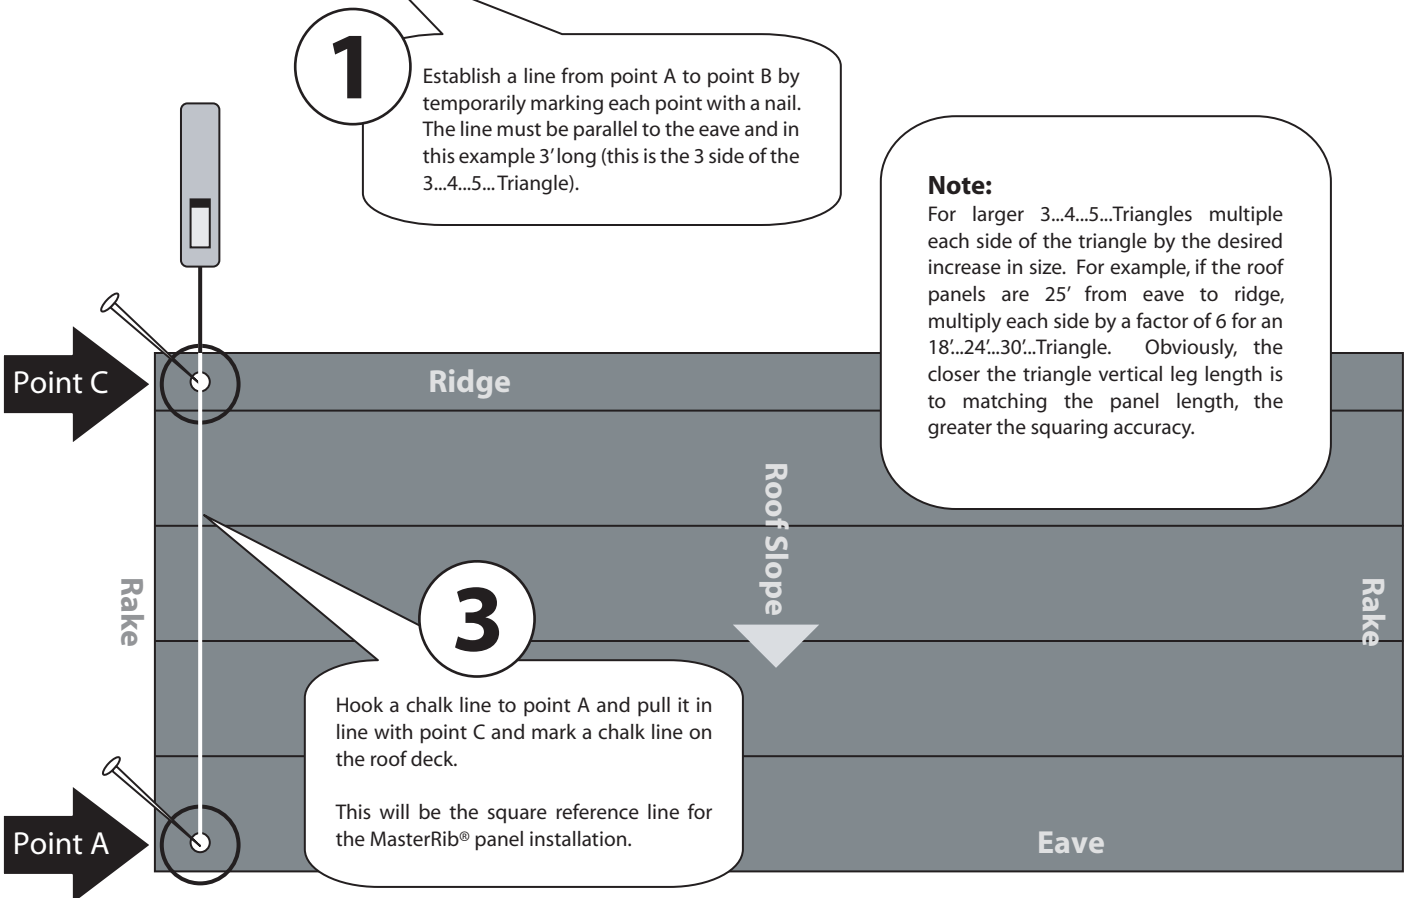 1
Establish a line from point A to point B by
temporarily marking each point with a nail.
The line must be parallel to the eave and in
this example 3' long (this is the 3 side of the
3...4...5... Triangle).
Note:
For larger 3...4...5...Triangles multiple
each side of the triangle by the desired
increase in size. For example, if the roof
panels are 25' from eave to ridge,
multiply each side by a factor of 6 for an
18'...24'...30'...Triangle. Obviously, the
closer the triangle vertical leg length is
to matching the panel length, the
greater the squaring accuracy.
Point C
Ridge
Roof Slope
Rake
Rake
3
Hook a chalk line to point A and pull it in
line with point C and mark a chalk line on
the roof deck.
This will be the square reference line for
the MasterRib® panel installation.
Point A
Eave